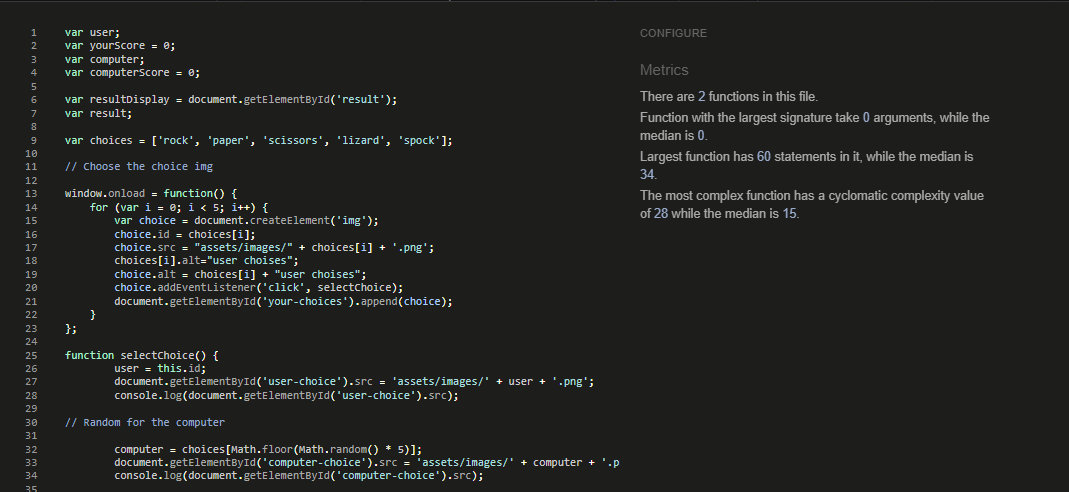 1 var user;
2 var yourScore = 0;
3 var computer;
4 var computerScore = 0;
5
6 var resultDisplay = document.getElementById('result');
7 var result;
8
9 var choices = ['rock', 'paper', 'scissors', 'lizard', 'spock'];
10
11 // Choose the choice img
12
13 window.onload = function() {
14 for (var i = 0; i < 5; i++) {
15 var choice = document.createElement('img');
16 choice.id = choices[i];
17 choice.src = "assets/images/" + choices[i] + '.png';
18 choices[i].alt="user choises";
19 choice.alt = choices[i] + "user choises";
20 choice.addEventListener('click', selectChoice);
21 document.getElementById('your-choices').append(choice);
22 }
23 };
24
25 function selectChoice() {
26 user = this.id;
27 document.getElementById('user-choice').src = 'assets/images/' + user + '.png';
28 console.log(document.getElementById('user-choice').src);
29
30 // Random for the computer
31
32 computer = choices[Math.floor(Math.random() * 5)];
33 document.getElementById('computer-choice').src = 'assets/images/' + computer + '.p
34 console.log(document.getElementById('computer-choice').src);
35
CONFIGURE
Metrics
There are 2 functions in this file.
Function with the largest signature take 0 arguments, while the
median is 0.
Largest function has 60 statements in it, while the median is
34.
The most complex function has a cyclomatic complexity value
of 28 while the median is 15.